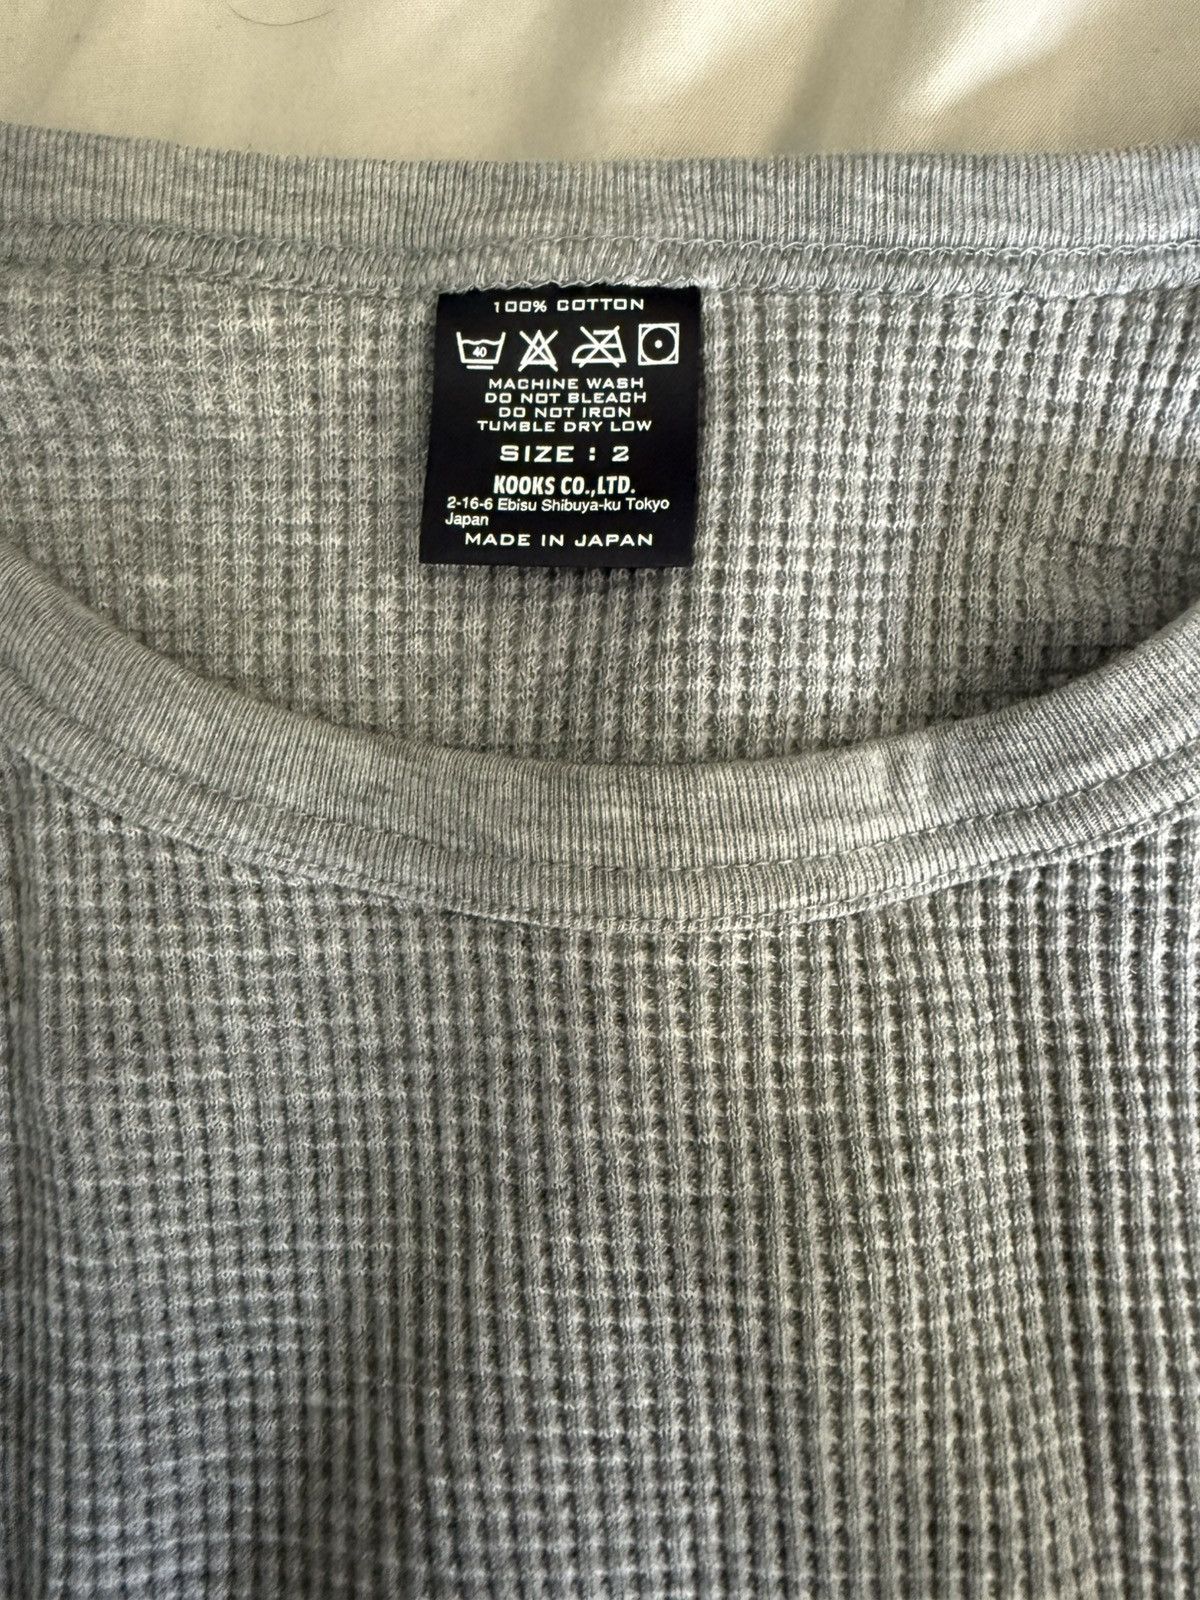 100% COTTON
40
MACHINE WASH
DO NOT BLEACH
DO NOT IRON
TUMBLE DRY LOW
SIZE : 2
KOOKS CO.,LTD.
2-16-6 Ebisu Shibuya-ku Tokyo
Japan
MADE IN JAPAN